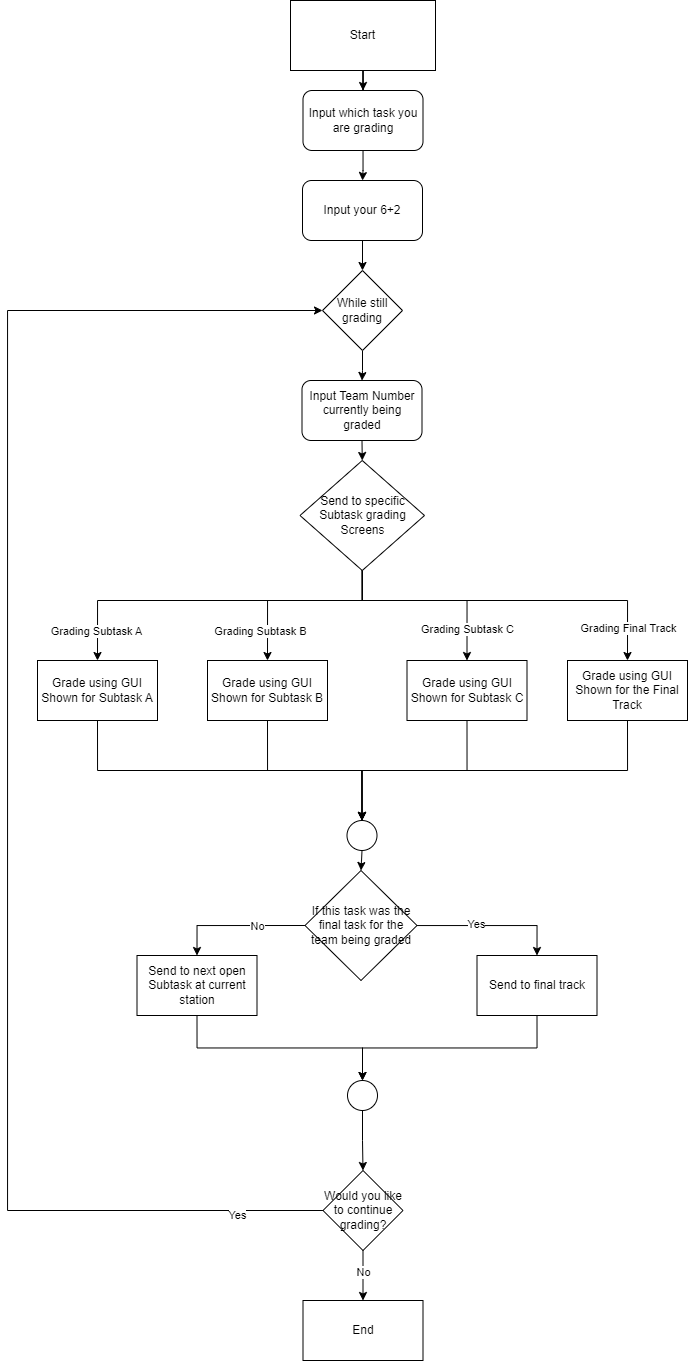 Start
Input which task you
are grading
Input your 6+2
While still
grading
Input Team Number
currently being
graded
Send to specific
Subtask grading
Screens
Grading Subtask A
Grading Subtask B
Grading Subtask C
Grading Final Track
Grade using GUI
Shown for Subtask A
Grade using GUI
Shown for Subtask B
Grade using GUI
Shown for Subtask C
Grade using GUI
Shown for the Final
Track
If this task was the
final task for the
team being graded
No
Yes
Send to next open
Subtask at current
station
Send to final track
Would you like
to continue
grading?
Yes
No
End